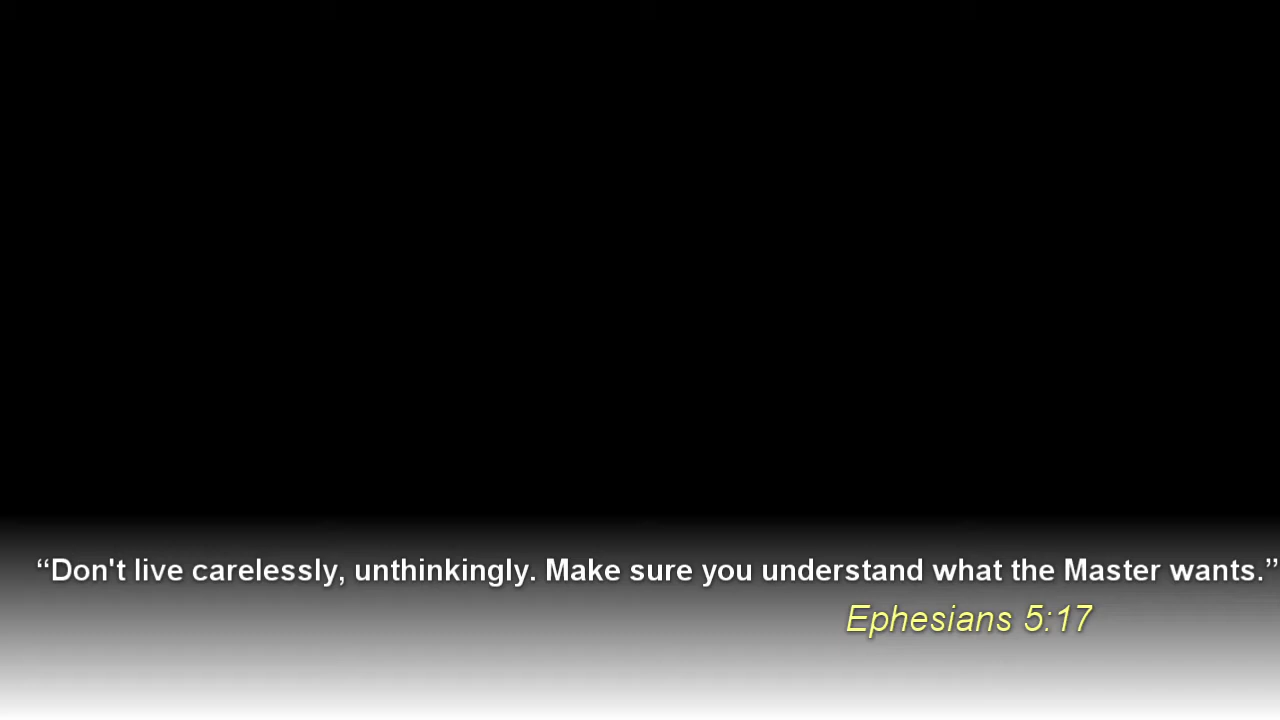 “Don't live carelessly, unthinkingly. Make sure you understand what the Master wants.”
Ephesians 5:17